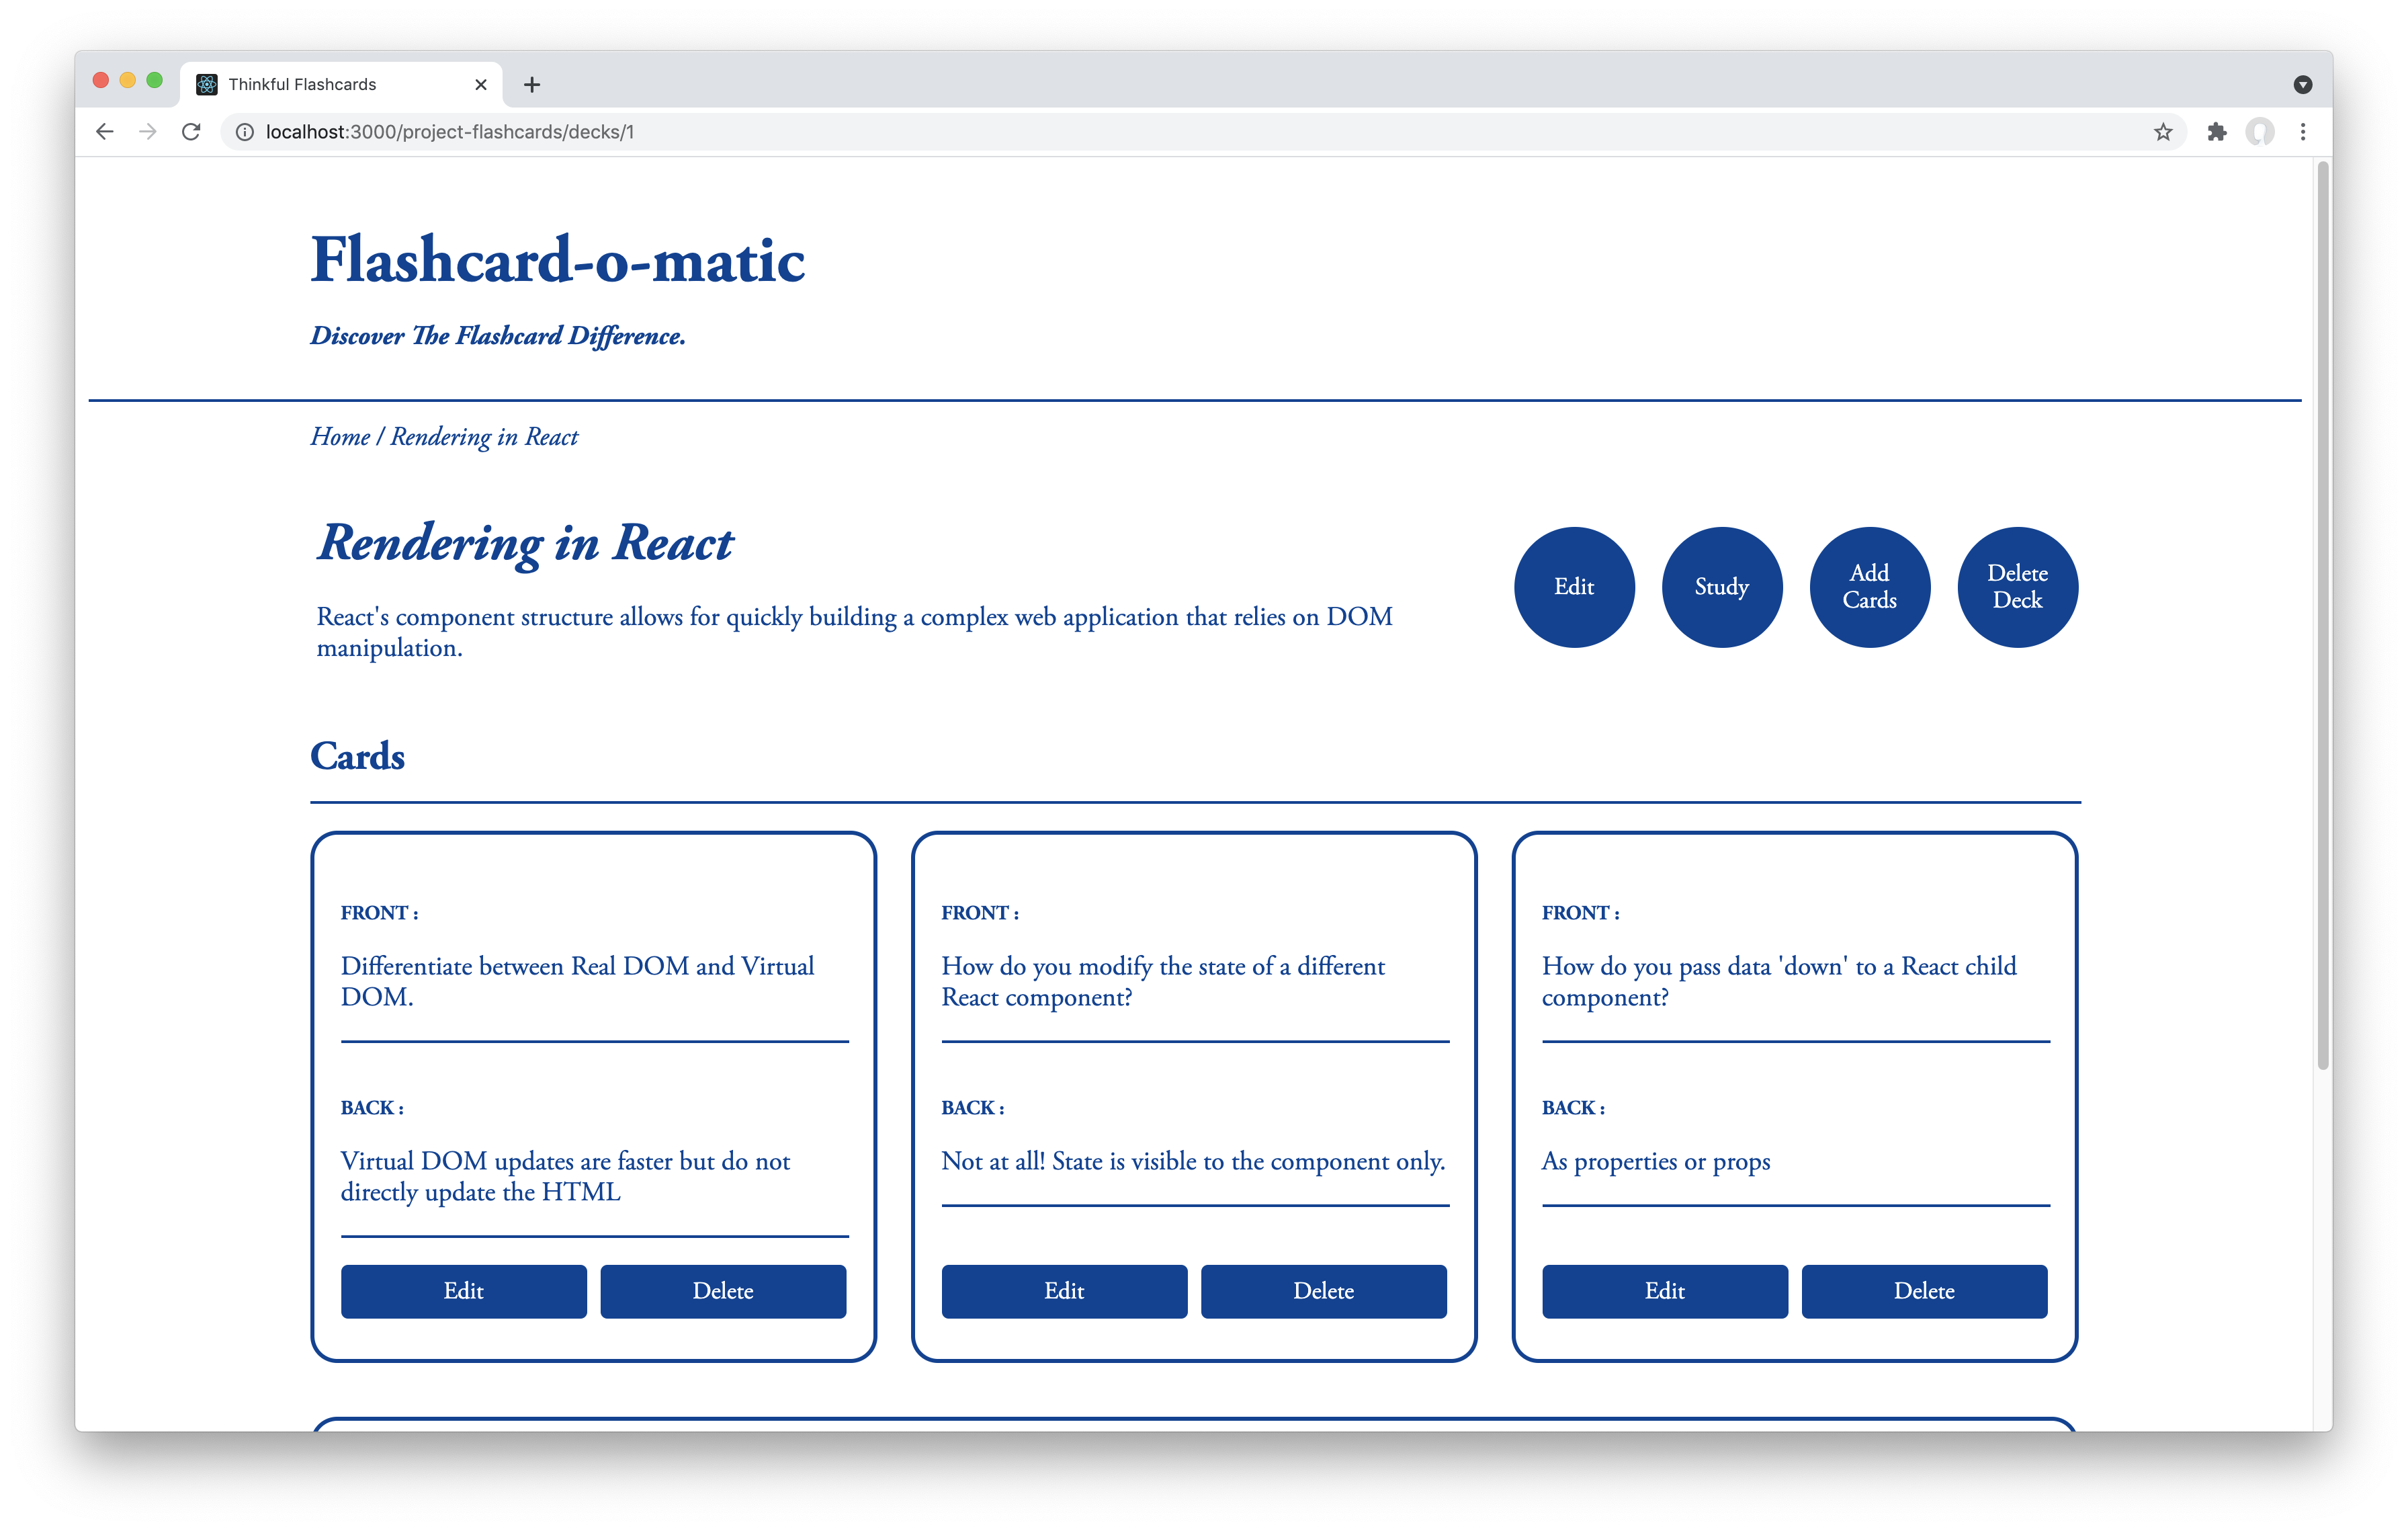 Thinkful Flashcards
localhost:3000/project-flashcards/decks/1
Flashcard-o-matic
Discover The Flashcard Difference.
Home / Rendering in React
Rendering in React
React's component structure allows for quickly building a complex web application that relies on DOM
manipulation.
Edit
Study
Add
Cards
Delete
Deck
Cards
FRONT :
Differentiate between Real DOM and Virtual
DOM.
BACK :
Virtual DOM updates are faster but do not
directly update the HTML
Edit
Delete
FRONT :
How do you modify the state of a different
React component?
BACK :
Not at all! State is visible to the component only.
Edit
Delete
FRONT :
How do you pass data 'down' to a React child
component?
BACK :
As properties or props
Edit
Delete